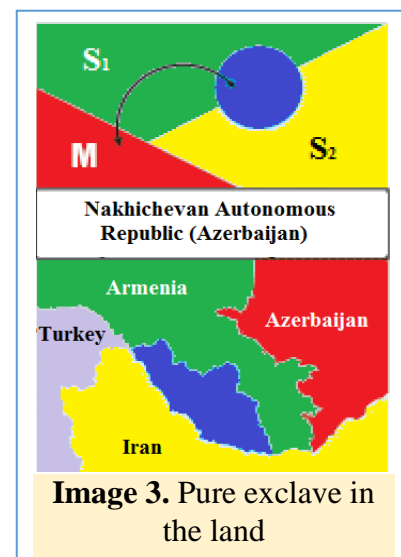 S1
M
S2
Nakhichevan Autonomous
Republic (Azerbaijan)
Armenia
Azerbaijan
Turkey
Iran
Image 3. Pure exclave in
the land